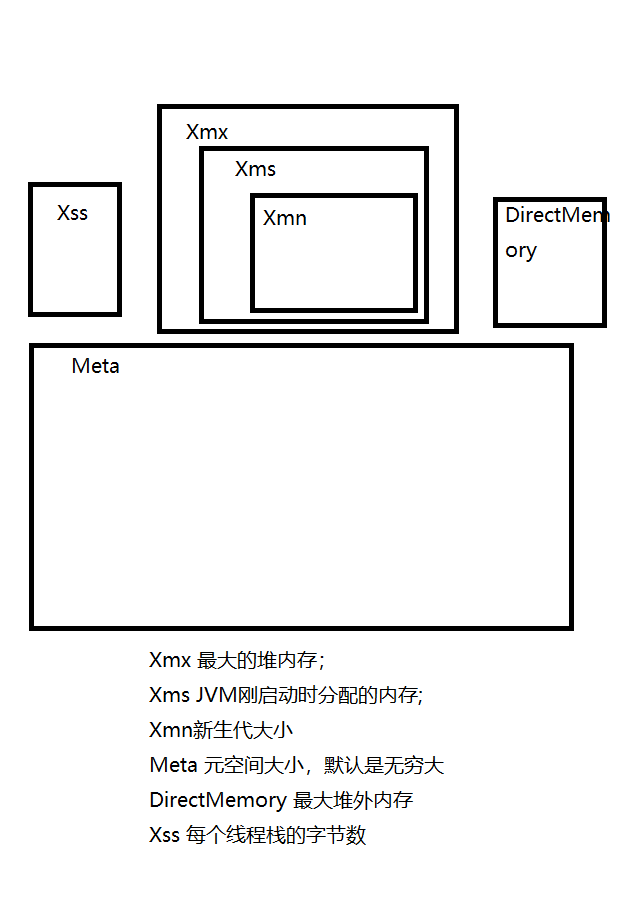 Xmx
Xms
Xss
Xmn
DirectMem
ory
Meta
Xmx 最大的堆内存；
Xms JVM刚启动时分配的内存;
Xmn新生代大小
Meta 元空间大小，默认是无穷大
DirectMemory 最大堆外内存
Xss 每个线程栈的字节数